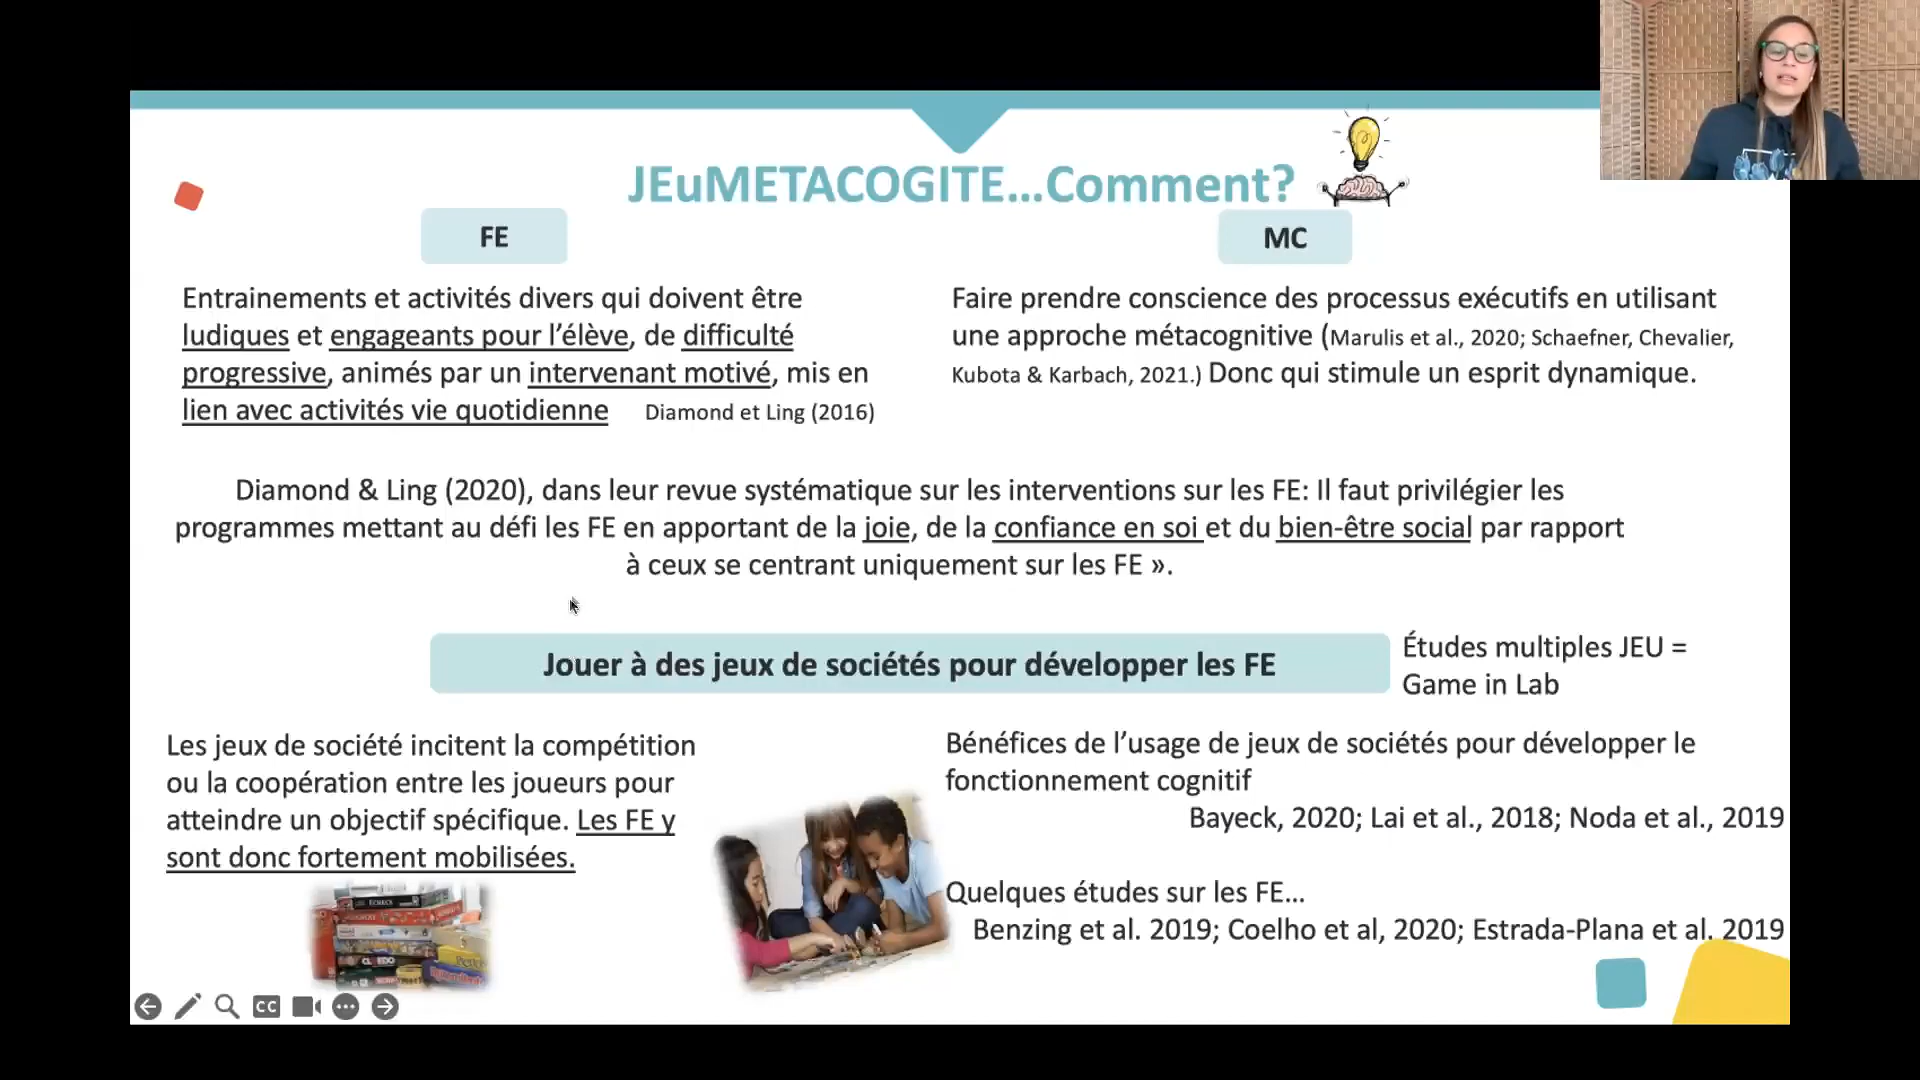 JEuMETACOGITE...Comment?
FE
MC
Entrainements et activités divers qui doivent être
ludiques et engageants pour l'élève, de difficulté
progressive, animés par un intervenant motivé, mis en
lien avec activités vie quotidienne Diamond et Ling (2016)
Faire prendre conscience des processus exécutifs en utilisant
une approche métacognitive (Marulis et al., 2020; Schaefner, Chevalier,
Kubota & Karbach, 2021.) Donc qui stimule un esprit dynamique.
Diamond & Ling (2020), dans leur revue systématique sur les interventions sur les FE: Il faut privilégier les
programmes mettant au défi les FE en apportant de la joie, de la confiance en soi et du bien-être social par rapport
à ceux se centrant uniquement sur les FE ».
Jouer à des jeux de sociétés pour développer les FE
Études multiples JEU =
Game in Lab
Les jeux de société incitent la compétition
ou la coopération entre les joueurs pour
atteindre un objectif spécifique. Les FE y
sont donc fortement mobilisées.
Bénéfices de l'usage de jeux de sociétés pour développer le
fonctionnement cognitif
Bayeck, 2020; Lai et al., 2018; Noda et al., 2019
Quelques études sur les FE...
Benzing et al. 2019; Coelho et al, 2020; Estrada-Plana et al. 2019
ECHECS
CLUEDO
CC